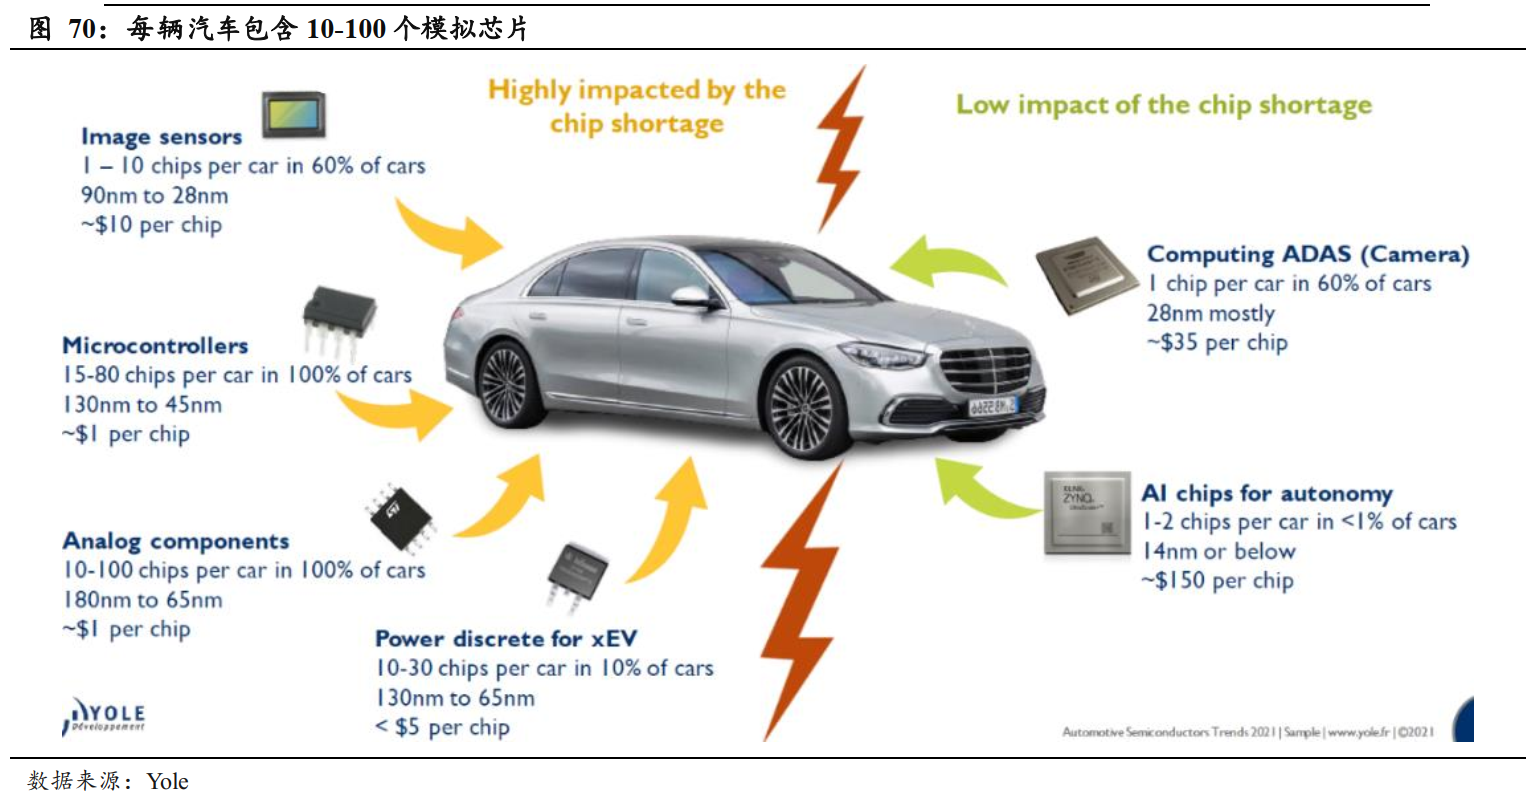 图 70：每辆汽车包含 10-100 个模拟芯片
Highly impacted by the
chip shortage
Low impact of the chip shortage
Image sensors
1 – 10 chips per car in 60% of cars
90nm to 28nm
~$10 per chip
Computing ADAS (Camera)
1 chip per car in 60% of cars
28nm mostly
~$35 per chip
Microcontrollers
15-80 chips per car in 100% of cars
130nm to 45nm
~$1 per chip
AI chips for autonomy
1-2 chips per car in <1% of cars
14nm or below
~$150 per chip
ZYNQ
Analog components
10-100 chips per car in 100% of cars
180nm to 65nm
~$1 per chip
ST
Power discrete for xEV
10-30 chips per car in 10% of cars
130nm to 65nm
< $5 per chip
YOLE
Développement
Automotive Semiconductors Trends 2021 | Sample | www.yole.fr | ©2021
数据来源：Yole